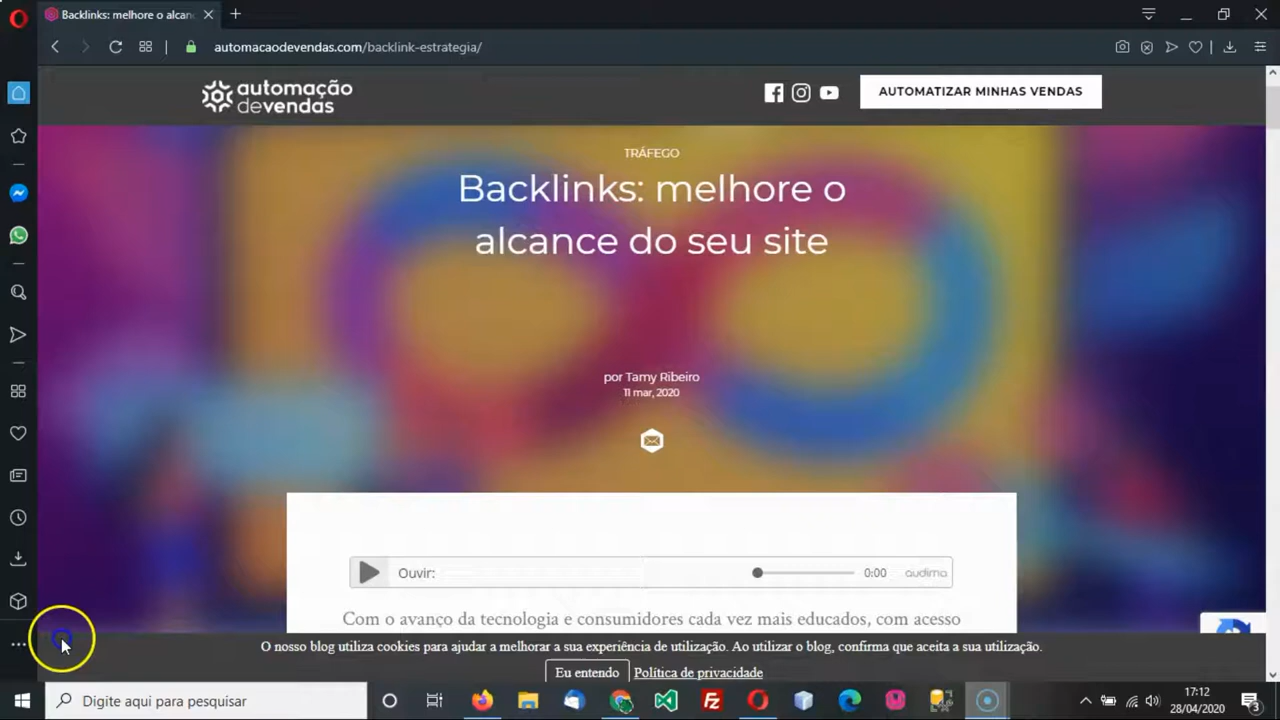 Backlinks: melhore o alcan
automacaodevendas.com/backlink-estrategia/
automação
devendas
AUTOMATIZAR MINHAS VENDAS
TRÁFEGO
Backlinks: melhore o
alcance do seu site
por Tamy Ribeiro
11 mar, 2020
Ouvir:
0:00
audima
Com o avanço da tecnologia e consumidores cada vez mais educados, com acesso
O nosso blog utiliza cookies para ajudar a melhorar a sua experiência de utilização. Ao utilizar o blog, confirma que aceita a sua utilização.
Eu entendo
Política de privacidade
Digite aqui para pesquisar
17:12
28/04/2020
3